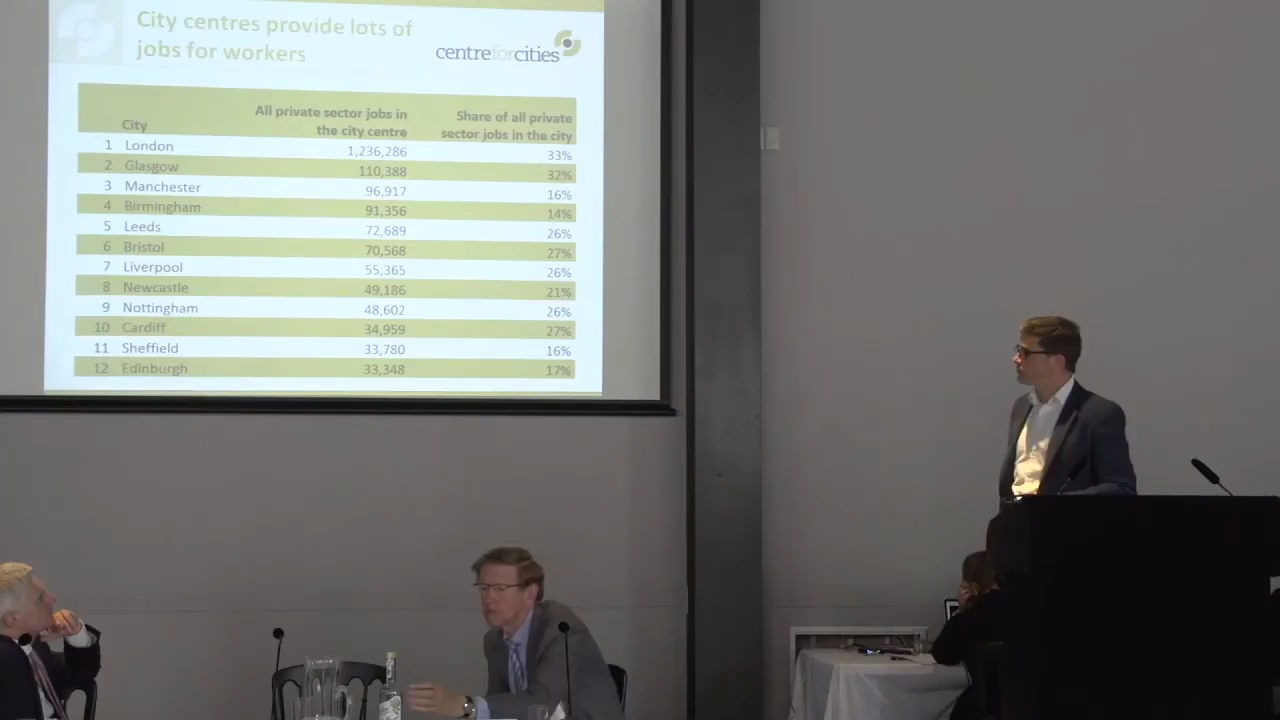 City centres provide lots of
jobs for workers
centreforcities
City All private sector jobs in the city centre Share of all private sector jobs in the city
1 London 1,236,286 33%
2 Glasgow 110,388 32%
3 Manchester 96,917 16%
4 Birmingham 91,356 14%
5 Leeds 72,689 26%
6 Bristol 70,568 27%
7 Liverpool 55,365 26%
8 Newcastle 49,186 21%
9 Nottingham 48,602 26%
10 Cardiff 34,959 27%
11 Sheffield 33,780 16%
12 Edinburgh 33,348 17%